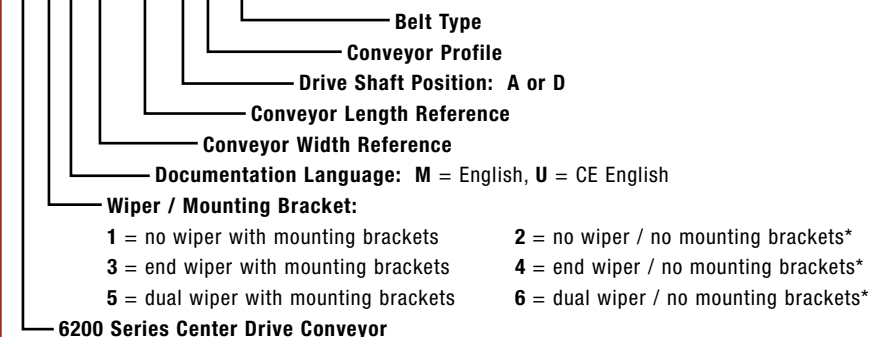 Belt Type
Conveyor Profile
Drive Shaft Position: A or D
Conveyor Length Reference
Conveyor Width Reference
Documentation Language: M = English, U = CE English
Wiper / Mounting Bracket:
1 = no wiper with mounting brackets 2 = no wiper / no mounting brackets*
3 = end wiper with mounting brackets 4 = end wiper / no mounting brackets*
5 = dual wiper with mounting brackets 6 = dual wiper / no mounting brackets*
6200 Series Center Drive Conveyor